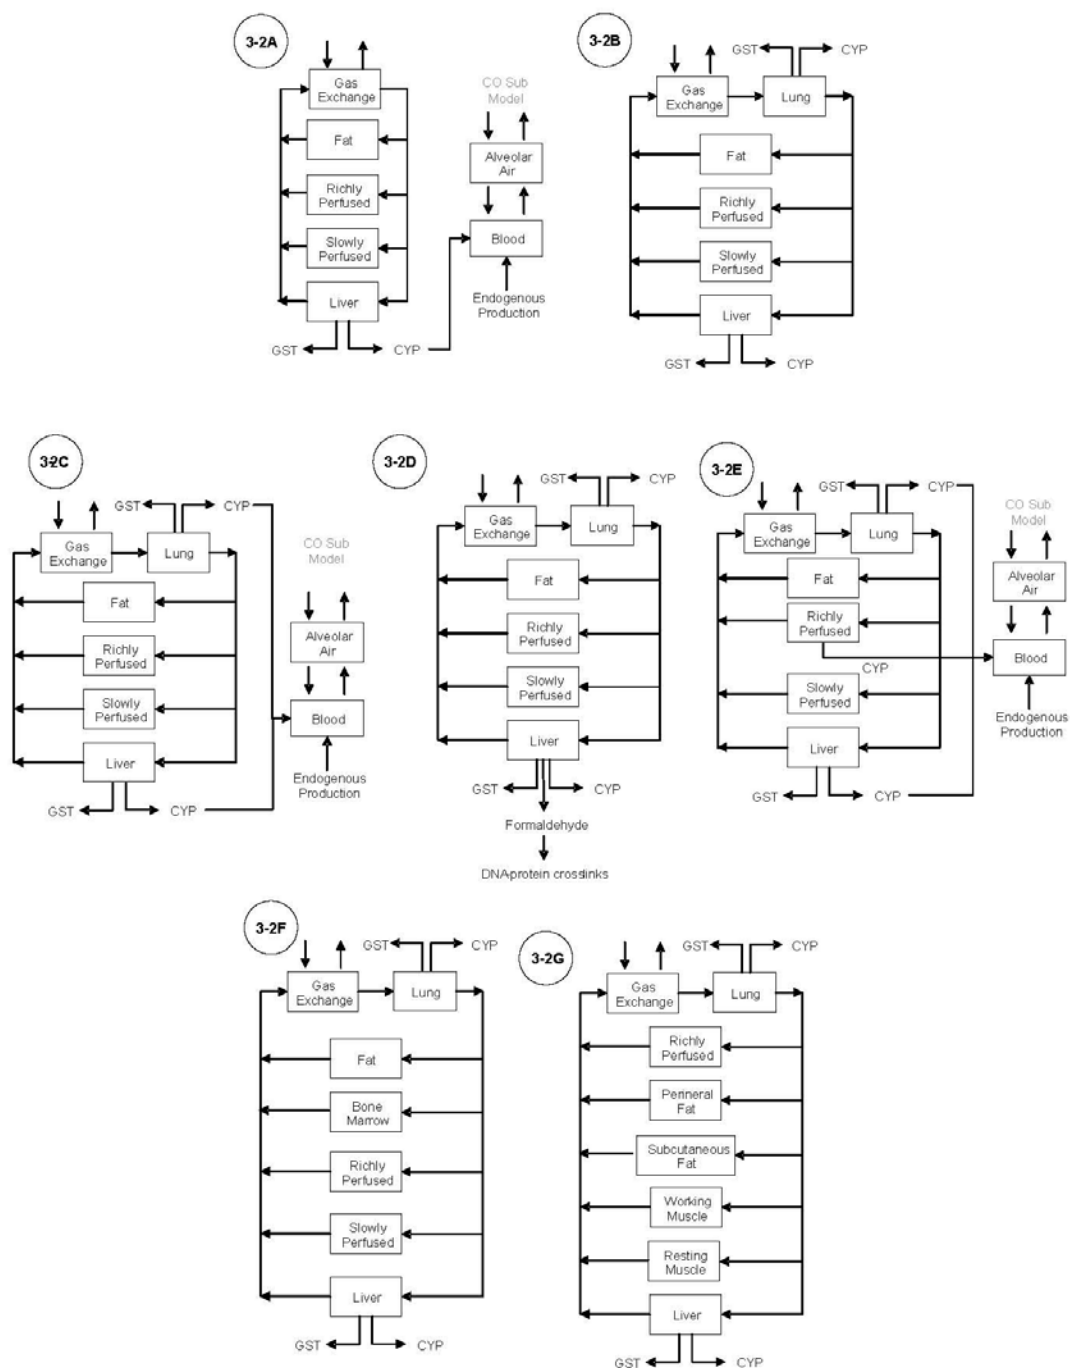 3-2A
Gas
Exchange
Fat
Richly
Perfused
Slowly
Perfused
Liver
GST
CYP
CO Sub
Model
Alveolar
Air
Blood
Endogenous
Production
3-2B
GST
CYP
Gas
Exchange
Lung
Fat
Richly
Perfused
Slowly
Perfused
Liver
GST
CYP
3-2C
GST
CYP
Gas
Exchange
Lung
Fat
Richly
Perfused
Slowly
Perfused
Liver
GST
CYP
CO Sub
Model
Alveolar
Air
Blood
Endogenous
Production
3-2D
GST
CYP
Gas
Exchange
Lung
Fat
Richly
Perfused
Slowly
Perfused
Liver
GST
CYP
Formaldehyde
DNA-protein crosslinks
3-2E
GST
CYP
Gas
Exchange
Lung
Fat
Richly
Perfused
CYP
Slowly
Perfused
Liver
GST
CYP
CO Sub
Model
Alveolar
Air
Blood
Endogenous
Production
3-2F
GST
CYP
Gas
Exchange
Lung
Fat
Bone
Marrow
Richly
Perfused
Slowly
Perfused
Liver
GST
CYP
3-2G
GST
CYP
Gas
Exchange
Lung
Richly
Perfused
Perineral
Fat
Subcutaneous
Fat
Working
Muscle
Resting
Muscle
Liver
GST
CYP